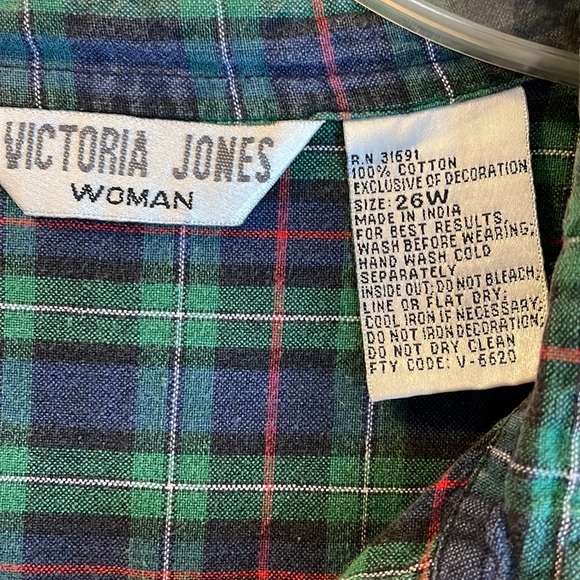 VICTORIA JONES
WOMAN
R.N 31691
100% COTTON
EXCLUSIVE OF DECORATION
SIZE: 26W
MADE IN INDIA
FOR BEST RESULTS,
WASH BEFORE WEARING;
HAND WASH COLD
SEPARATELY
INSIDE OUT; DO NOT BLEACH;
LINE OR FLAT DRY.
COOL IRON IF NECESSARY;
DO NOT IRON DECORATION;
DO NOT DRY CLEAN
FTY CODE: V-6620